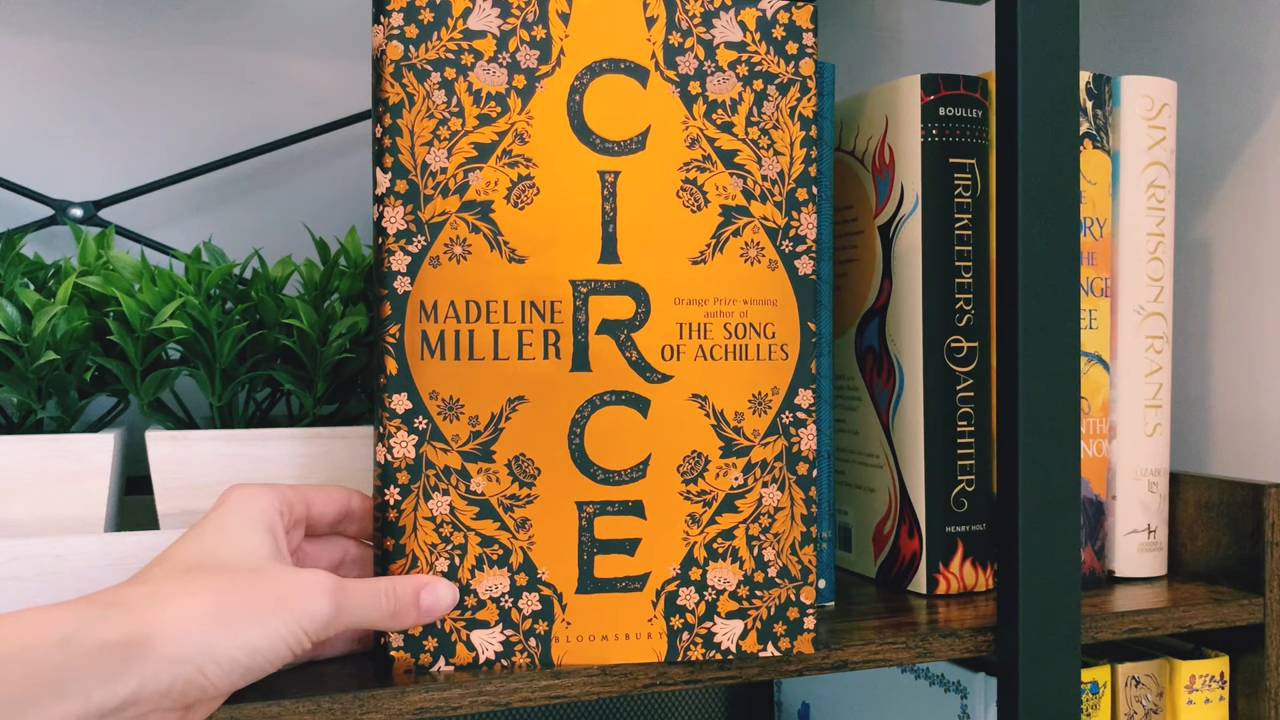 CIRCE
MADELINE
MILLER
Orange Prize-winning
author of
THE SONG
OF ACHILLES
BLOOMSBURY
BOULLEY
FIREKEEPER'S DAUGHTER
HENRY HOLT
SIX CRIMSON CRANES
LIM